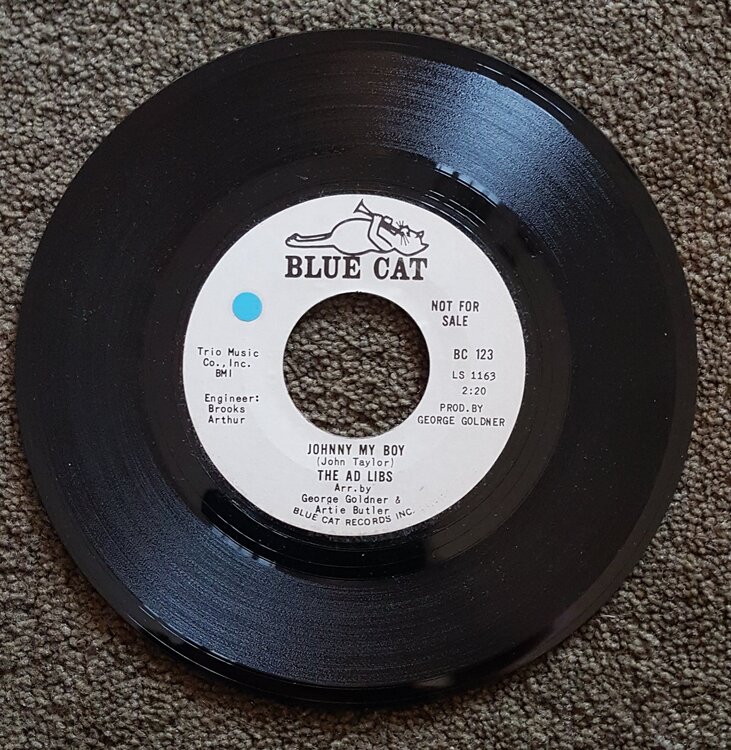 BLUE CAT
NOT FOR
SALE
Trio Music
Co., Inc.
BMI
BC 123
LS 1163
2:20
Engineer:
Brooks
Arthur
PROD.BY
GEORGE GOLDNER
JOHNNY MY BOY
(John Taylor)
THE AD LIBS
Arr.by
George Goldner &
Artie Butler
BLUE CAT RECORDS INC.